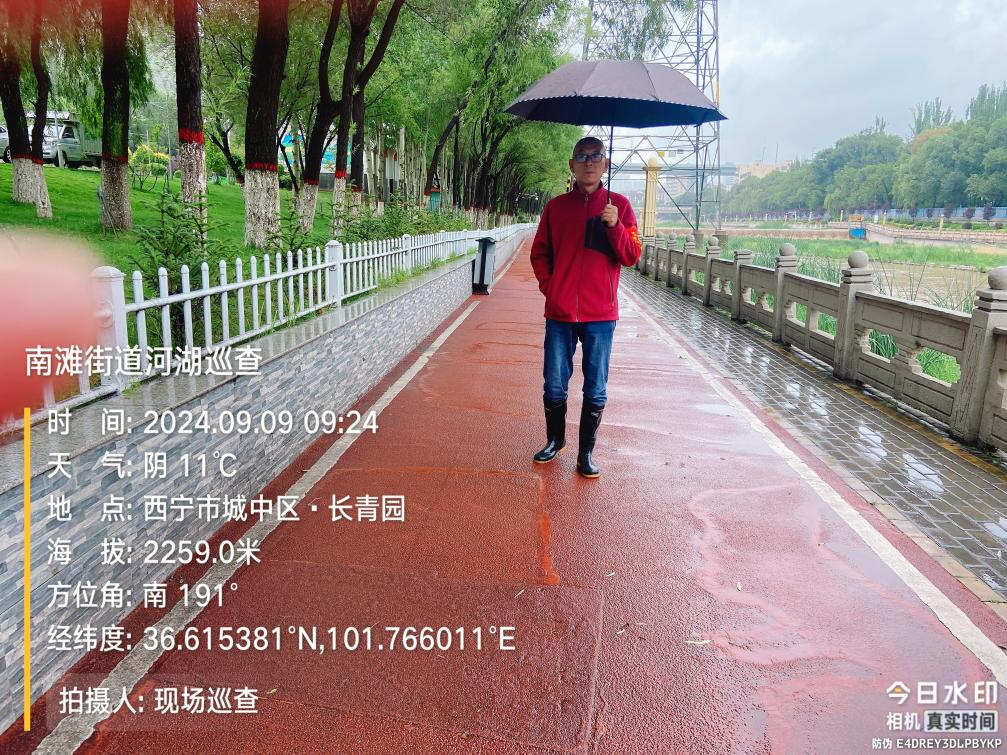 南滩街道河湖巡查
时 间: 2024.09.09 09:24
天 气: 阴 11℃
地 点: 西宁市城中区·长青园
海 拔: 2259.0米
方位角: 南 191°
经纬度: 36.615381°N,101.766011°E
拍摄人: 现场巡查
今日水印
相机 真实时间
防伪 E4DREY3DLPBYKP